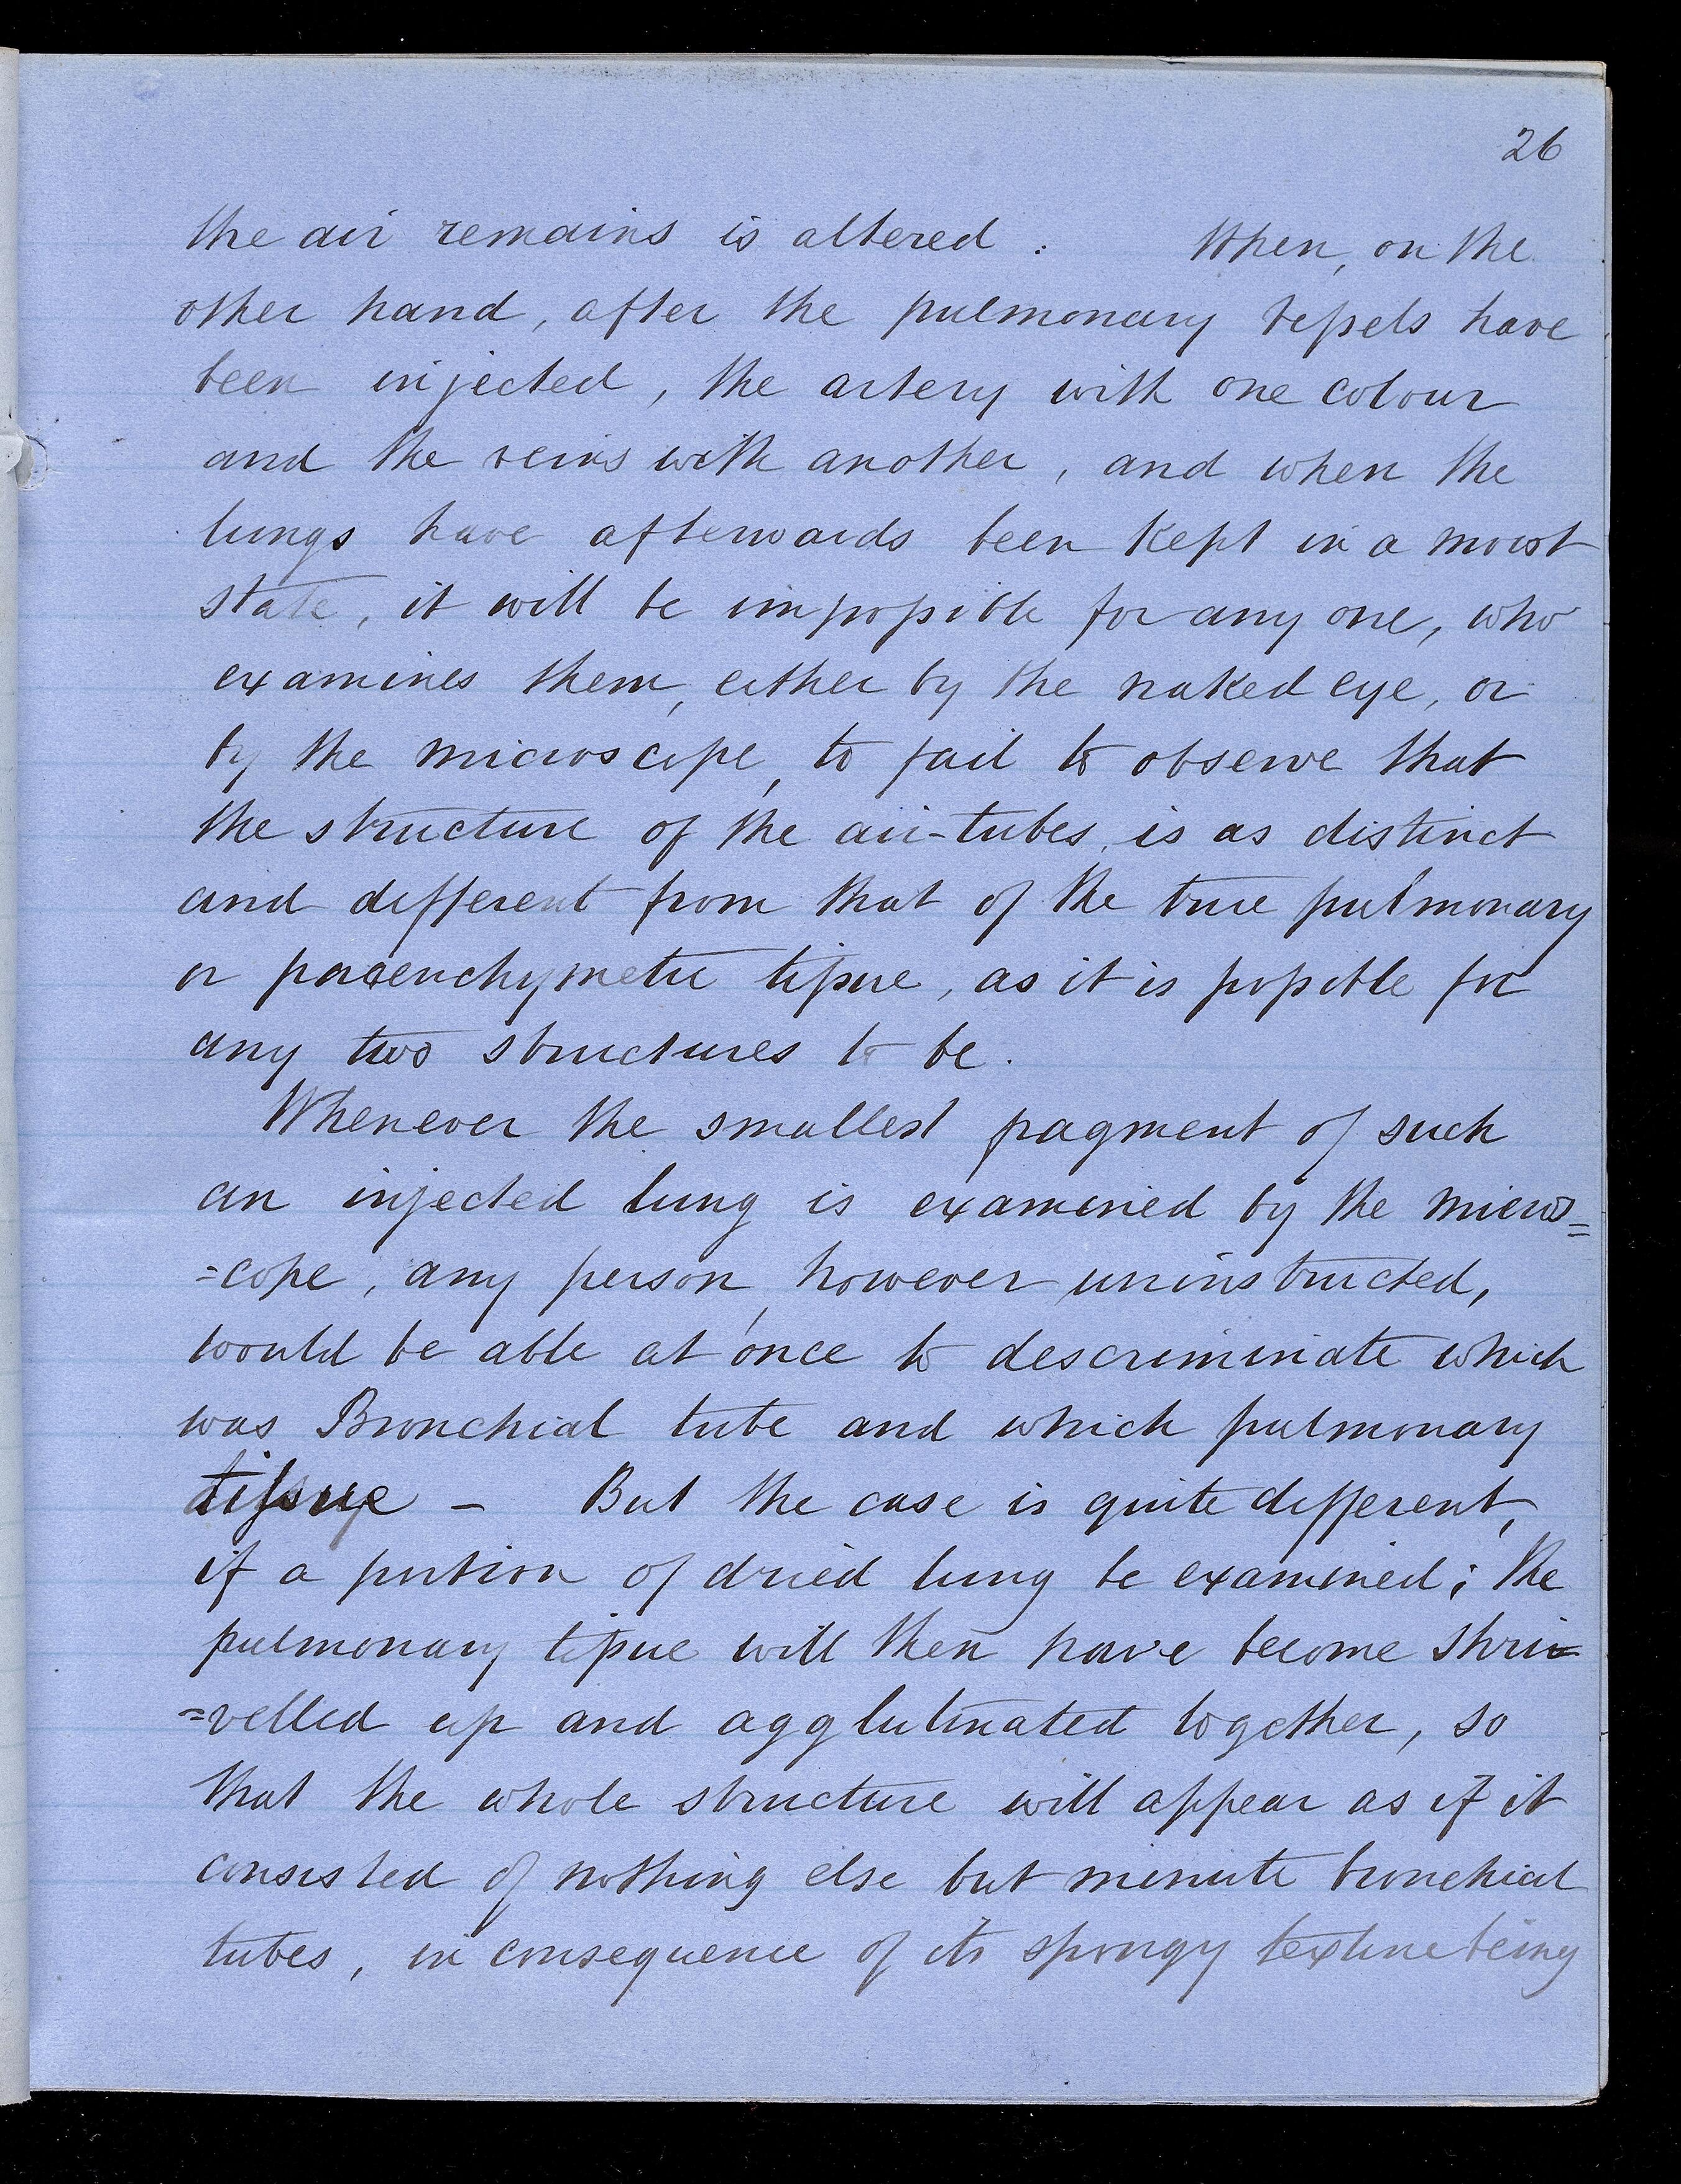 26
the air remains is altered . When, on the
other hand, after the pulmonary vessels have
been injected, the artery with one colour
and the veins with another, and when the
lungs have afterwards been kept in a moist
state, it will be impossible for any one, who
examines them, either by the naked eye, or
by the microscope, to fail to observe that
the structure of the air-tubes, is as distinct
and different from that of the true pulmonary
or parenchymetic tissue, as it is possible for
any two structures to be.
Whenever the smallest fragment of such
an injected lung is examined by the micros=
=cope, any person, however uninstructed,
would be able at once to descriminate which
was Bronchial tube and which pulmonary
tissue - But the case is quite different,
if a portion of dried lung be examined; the
pulmonary tissue will then have become shri=
=velled up and agglutinated together, so
that the whole structure will appear as if it
consisted of nothing else but minute bronchial
tubes, in consequence of its spongy texture being